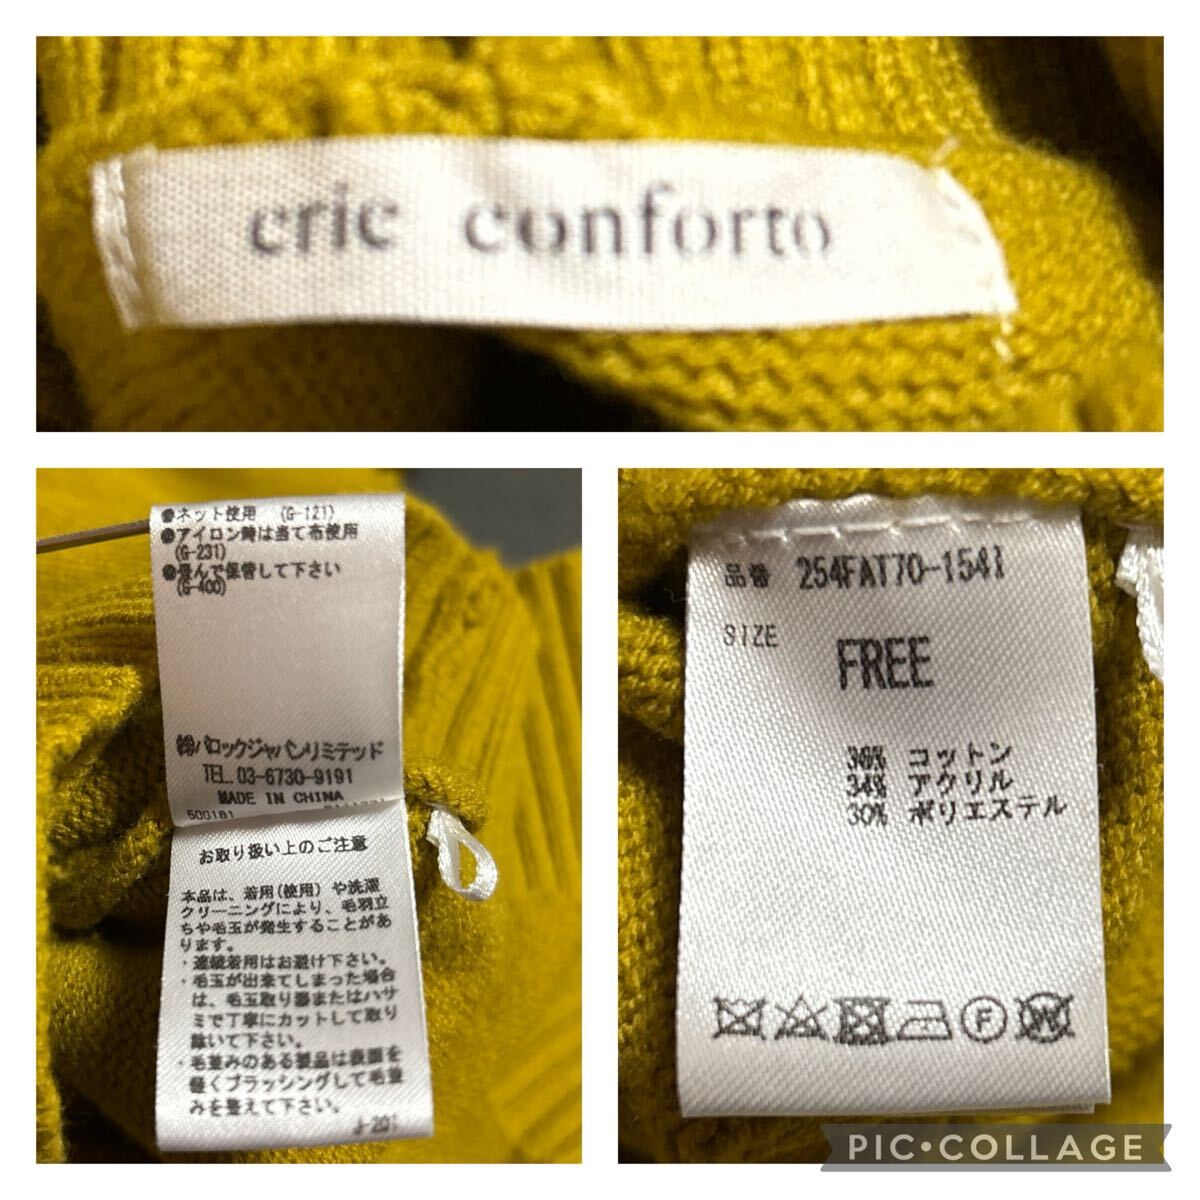 eric conforto
●ネット使用 (G-121)
●アイロン時は当て布使用
(G-231)
●畳んで保管して下さい
(G-400)
㈱バロックジャパンリミテッド
TEL. 03-6730-9191
MADE IN CHINA
500181
お取り扱い上のご注意
本品は、着用(使用)や洗濯
クリーニングにより、毛羽立
ちや毛玉が発生することがあ
ります。
・連続着用はお避け下さい。
・毛玉が出来てしまった場合
は、毛玉取り器またはハサ
ミで丁寧にカットして取り
除いて下さい。
・毛並みのある製品は表面を
軽くブラッシングして毛並
みを整えて下さい。
J-201
品番 254FAT70-1541
SIZE
FREE
36% コットン
34% アクリル
30% ポリエステル
F
W
PIC•COLLAGE